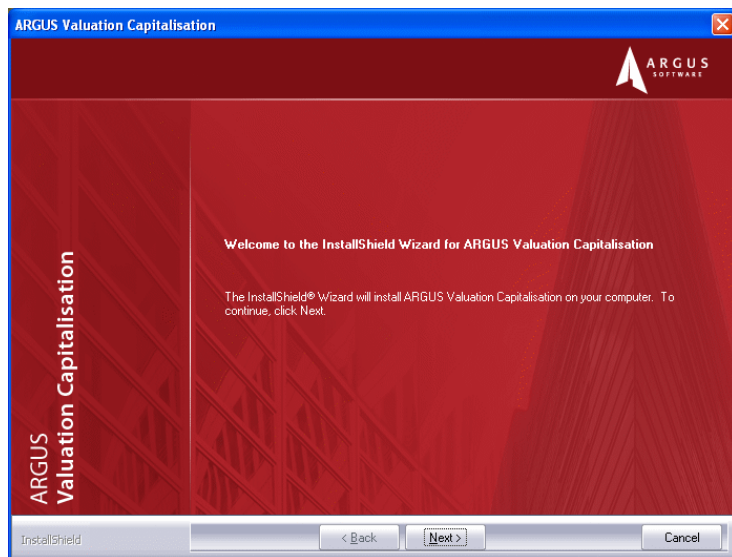 ARGUS Valuation Capitalisation
ARGUS
SOFTWARE
Welcome to the InstallShield Wizard for ARGUS Valuation Capitalisation
The InstallShield® Wizard will install ARGUS Valuation Capitalisation on your computer. To
continue, click Next.
ARGUS
Valuation Capitalisation
InstallShield
< Back
Next >
Cancel